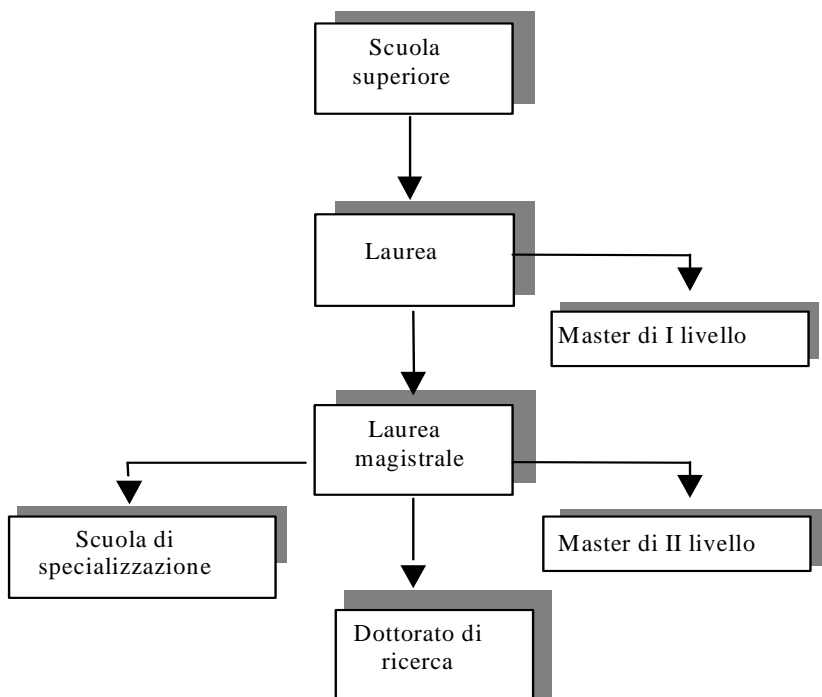 Scuola
superiore
Laurea
Master di I livello
Laurea
magistrale
Scuola di
specializzazione
Master di II livello
Dottorato di
ricerca